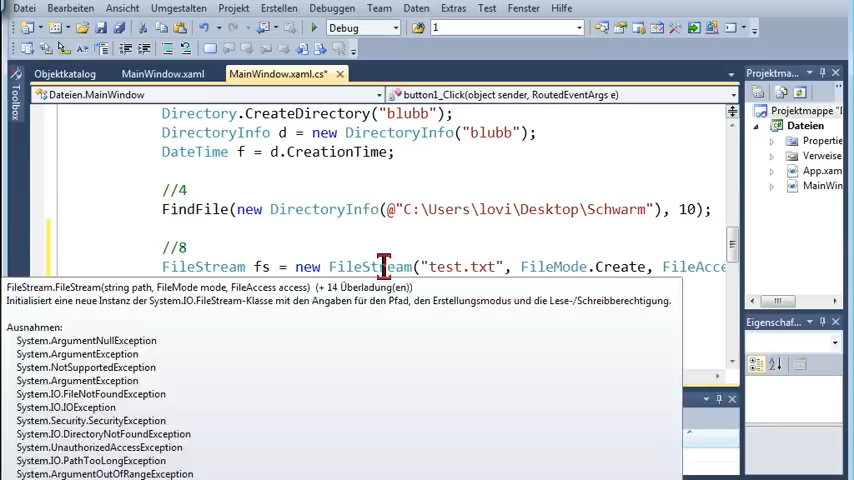 Datei Bearbeiten Ansicht Umgestalten Projekt Erstellen Debuggen Team Daten Extras Test Fenster Hilfe
Debug 1
Objektkatalog MainWindow.xaml MainWindow.xaml.cs*
Toolbox
Dateien.MainWindow button1_Click(object sender, RoutedEventArgs e)
Directory.CreateDirectory("blubb");
DirectoryInfo d = new DirectoryInfo("blubb");
DateTime f = d.CreationTime;
//4
FindFile(new DirectoryInfo(@"C:\Users\lovi\Desktop\Schwarm"), 10);
//8
FileStream fs = new FileStream("test.txt", FileMode.Create, FileAcce
FileStream.FileStream(string path, FileMode mode, FileAccess access) (+ 14 Überladung(en))
Initialisiert eine neue Instanz der System.IO.FileStream-Klasse mit den Angaben für den Pfad, den Erstellungsmodus und die Lese-/Schreibberechtigung.
Ausnahmen:
System.ArgumentNullException
System.ArgumentException
System.NotSupportedException
System.ArgumentException
System.IO.FileNotFoundException
System.IO.IOException
System.Security.SecurityException
System.IO.DirectoryNotFoundException
System.UnauthorizedAccessException
System.IO.PathTooLongException
System.ArgumentOutOfRangeException
Projektma...
Projektmappe "D
Dateien
Properti
Verweise
App.xam
MainWi
Eigenschaf...